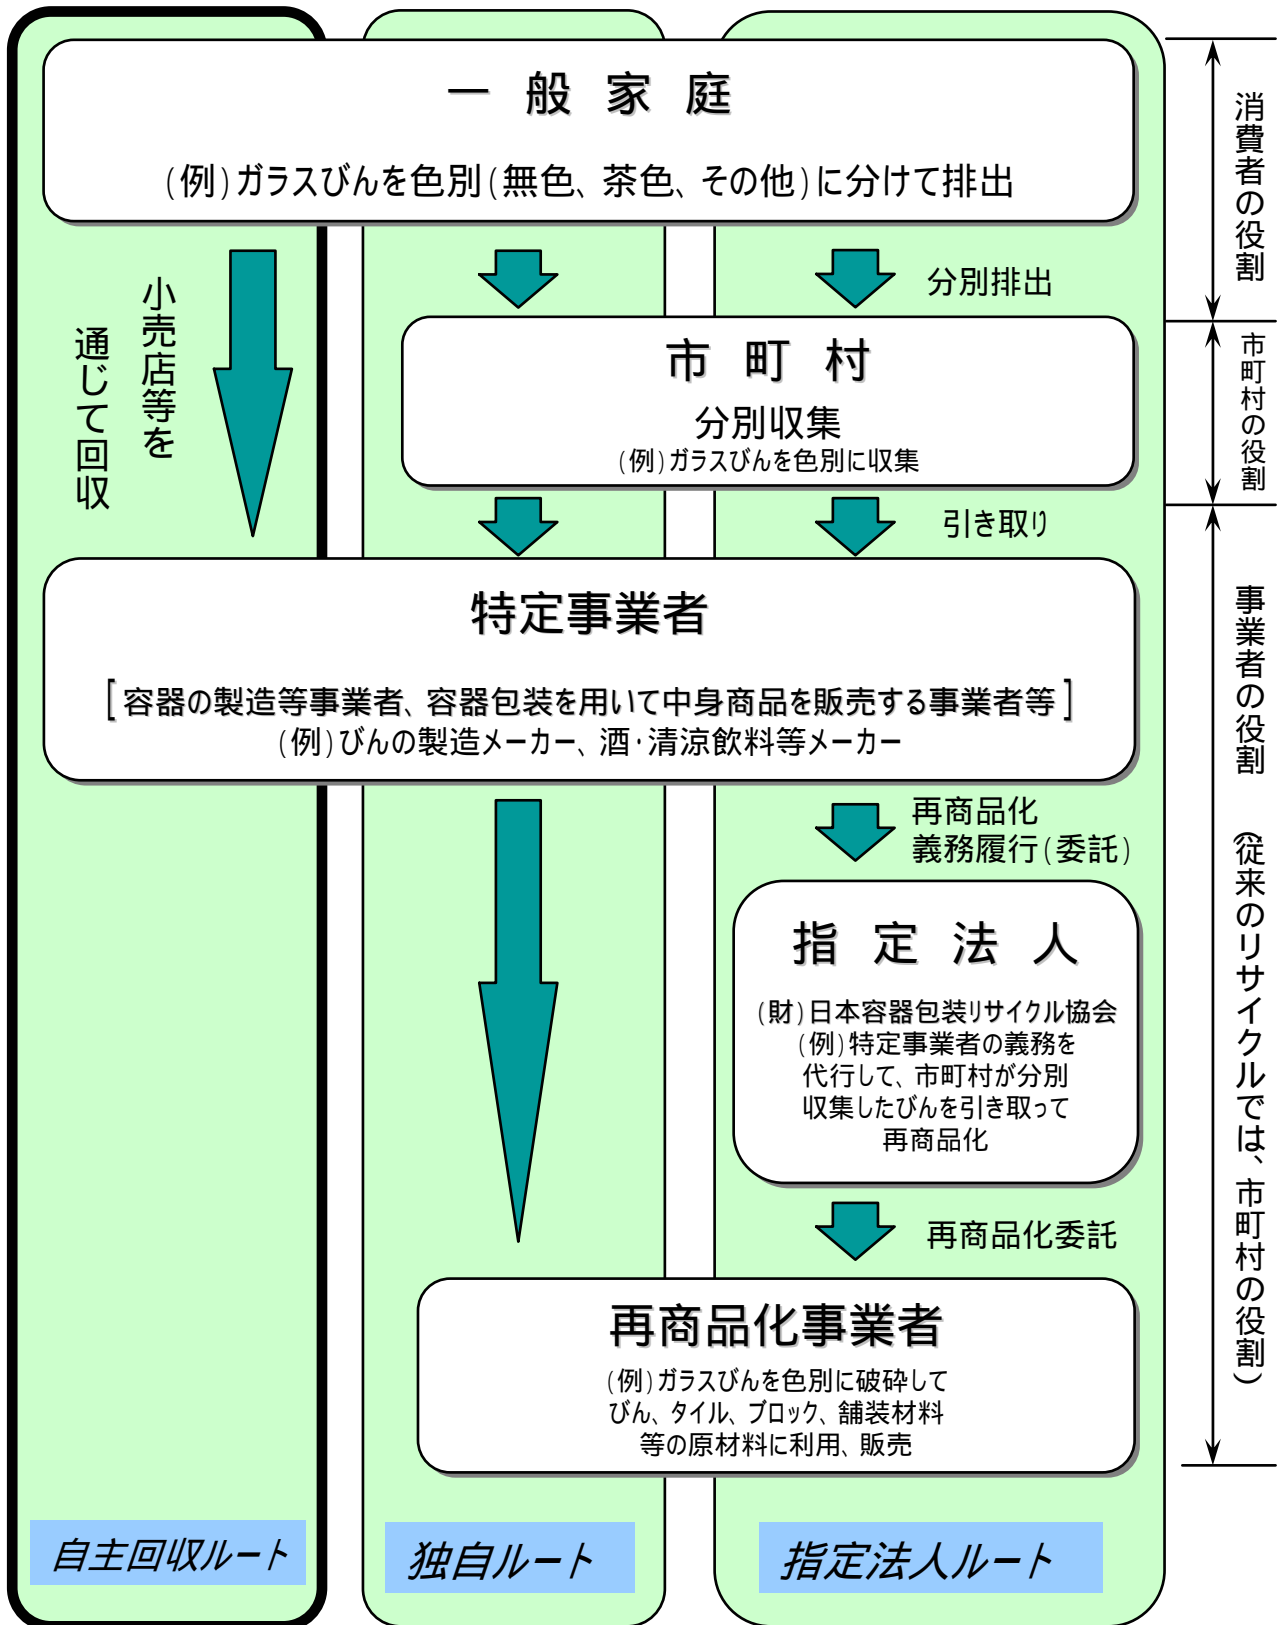 一般家庭
(例)ガラスびんを色別(無色、茶色、その他)に分けて排出
小売店等を
通じて回収
分別排出
市町村
分別収集
(例)ガラスびんを色別に収集
引き取り
特定事業者
[容器の製造等事業者、容器包装を用いて中身商品を販売する事業者等]
(例)びんの製造メーカー、酒・清涼飲料等メーカー
再商品化
義務履行(委託)
指定法人
(財)日本容器包装リサイクル協会
(例)特定事業者の義務を
代行して、市町村が分別
収集したびんを引き取って
再商品化
再商品化委託
再商品化事業者
(例)ガラスびんを色別に破砕して
びん、タイル、ブロック、舗装材料
等の原材料に利用、販売
自主回収ルート
独自ルート
指定法人ルート
消費者の役割
市町村の役割
事業者の役割 (従来のリサイクルでは、市町村の役割)